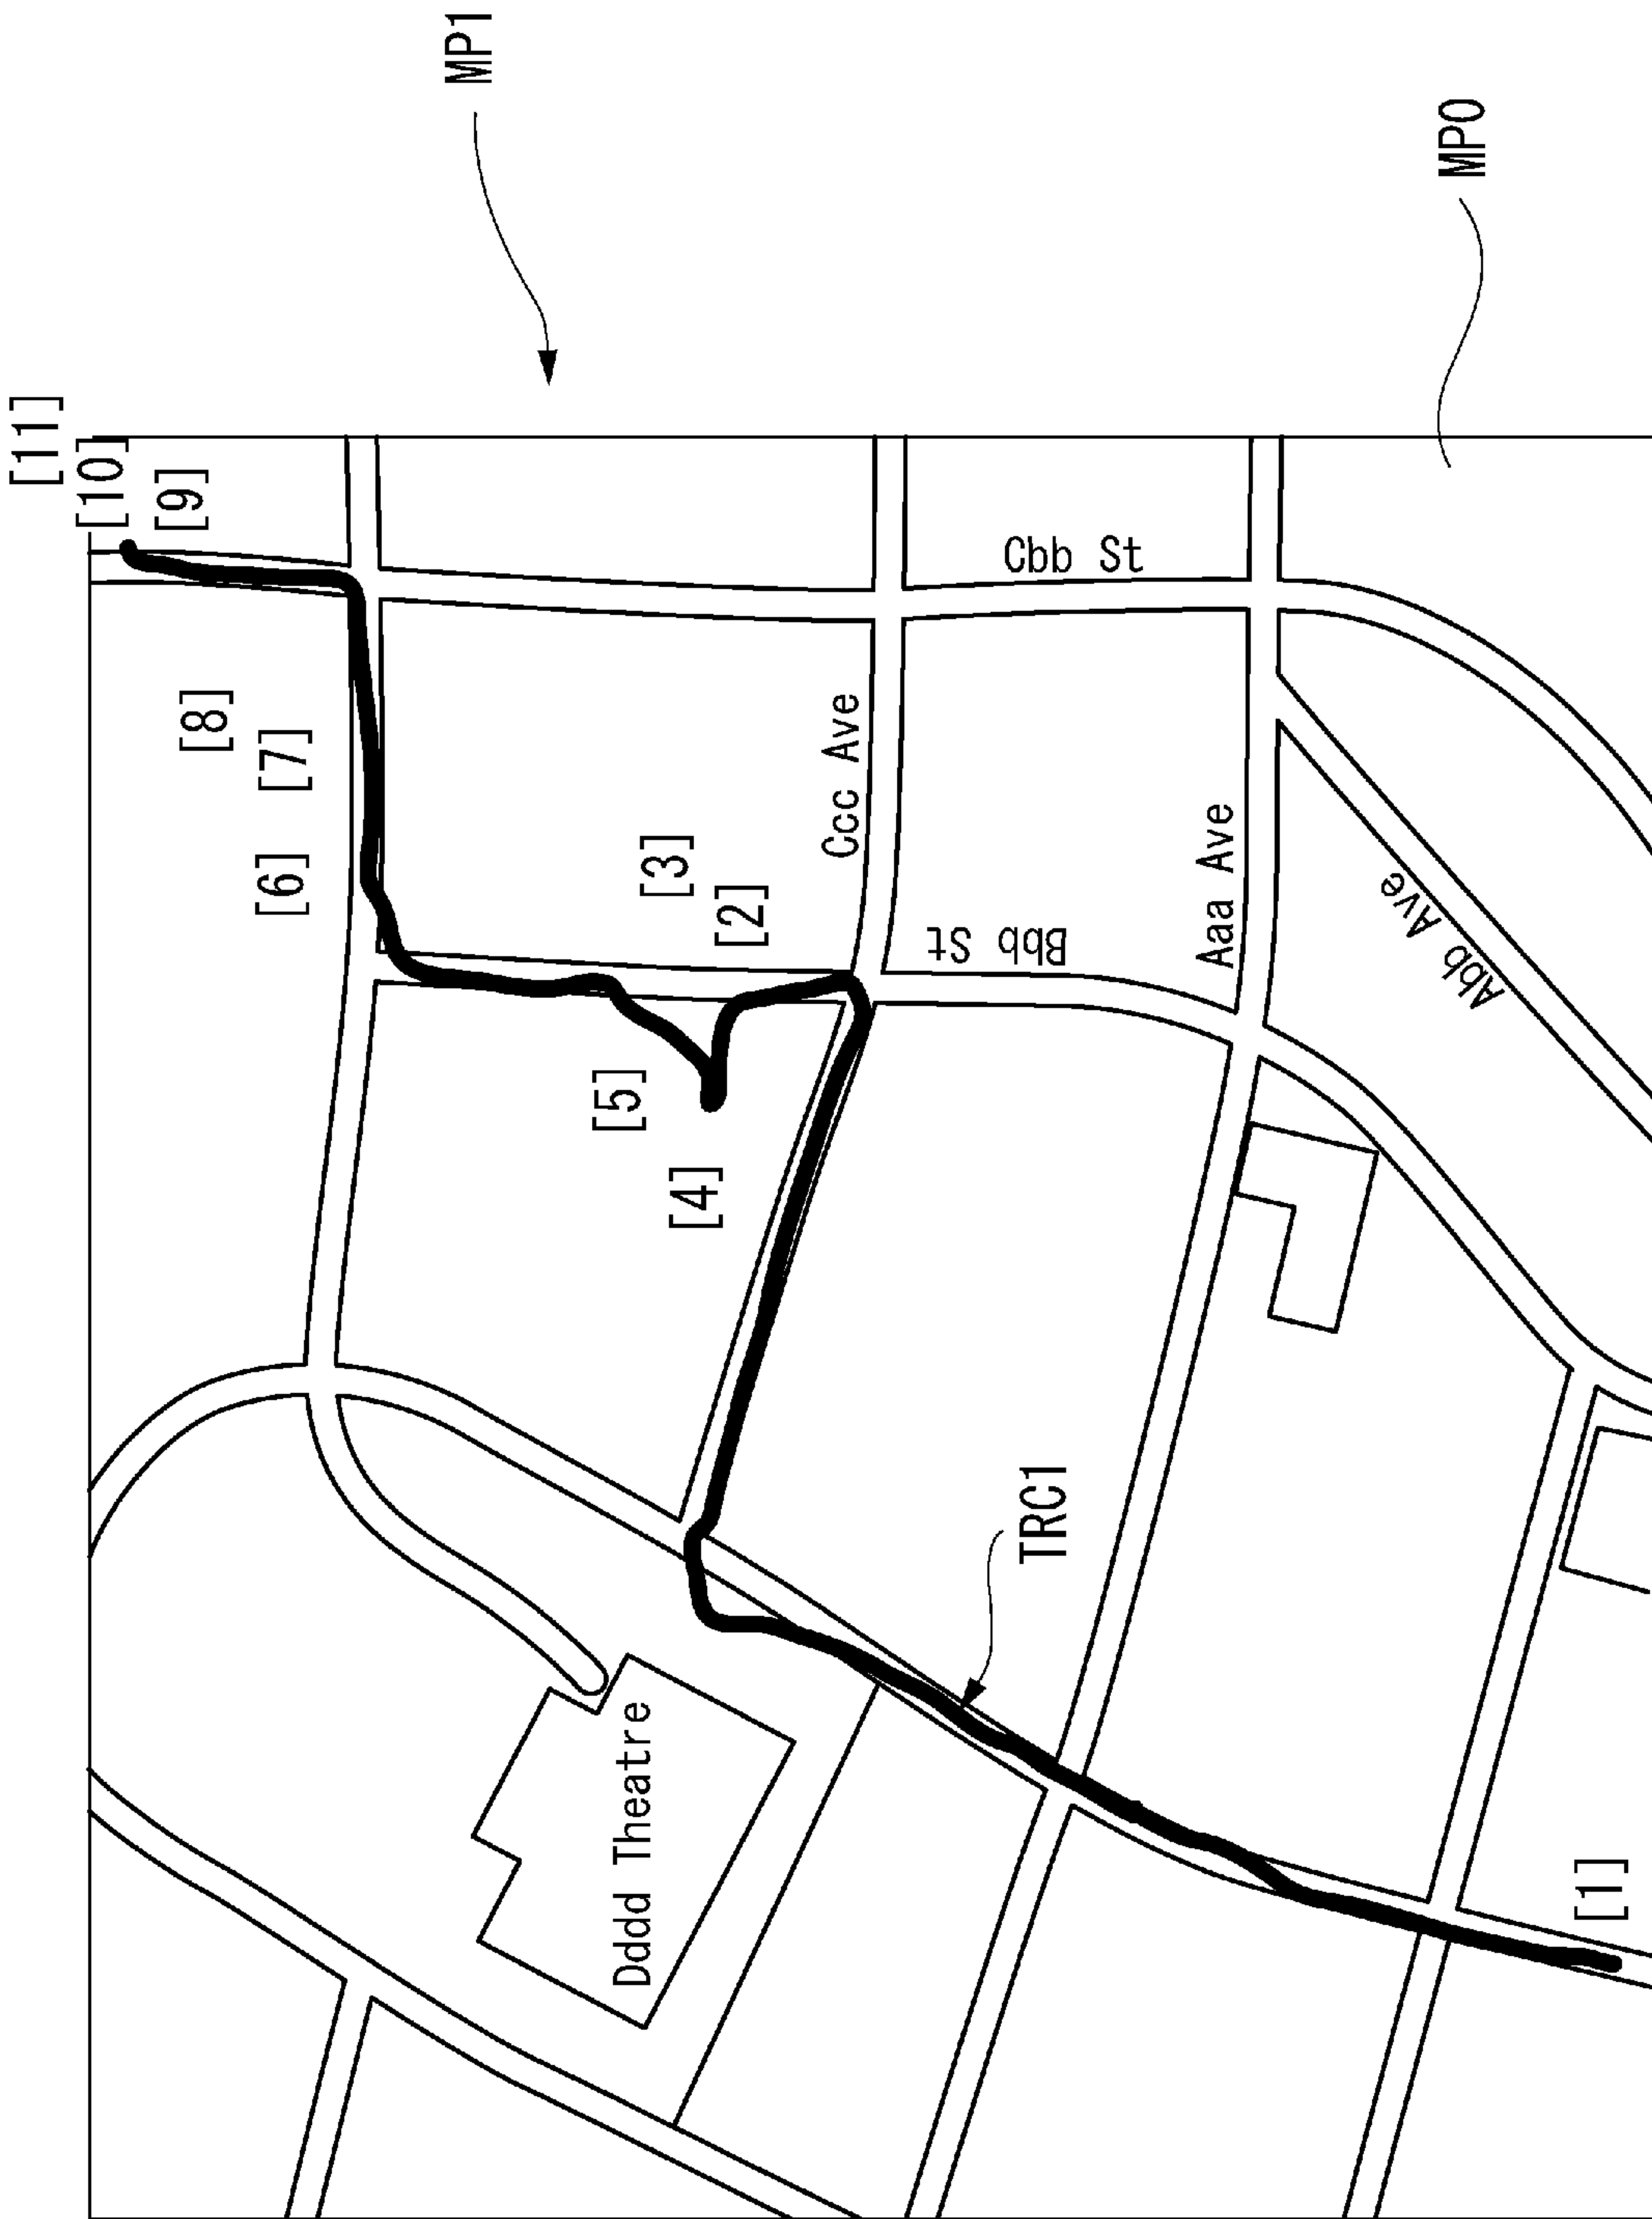 MP1
MP0
[11]
[10]
[9]
[8]
[7]
[6]
[3]
[2]
[5]
[4]
[1]
Cbb St
Ccc Ave
Bbb St
Aaa Ave
Abb Ave
TRC1
Dddd Theatre